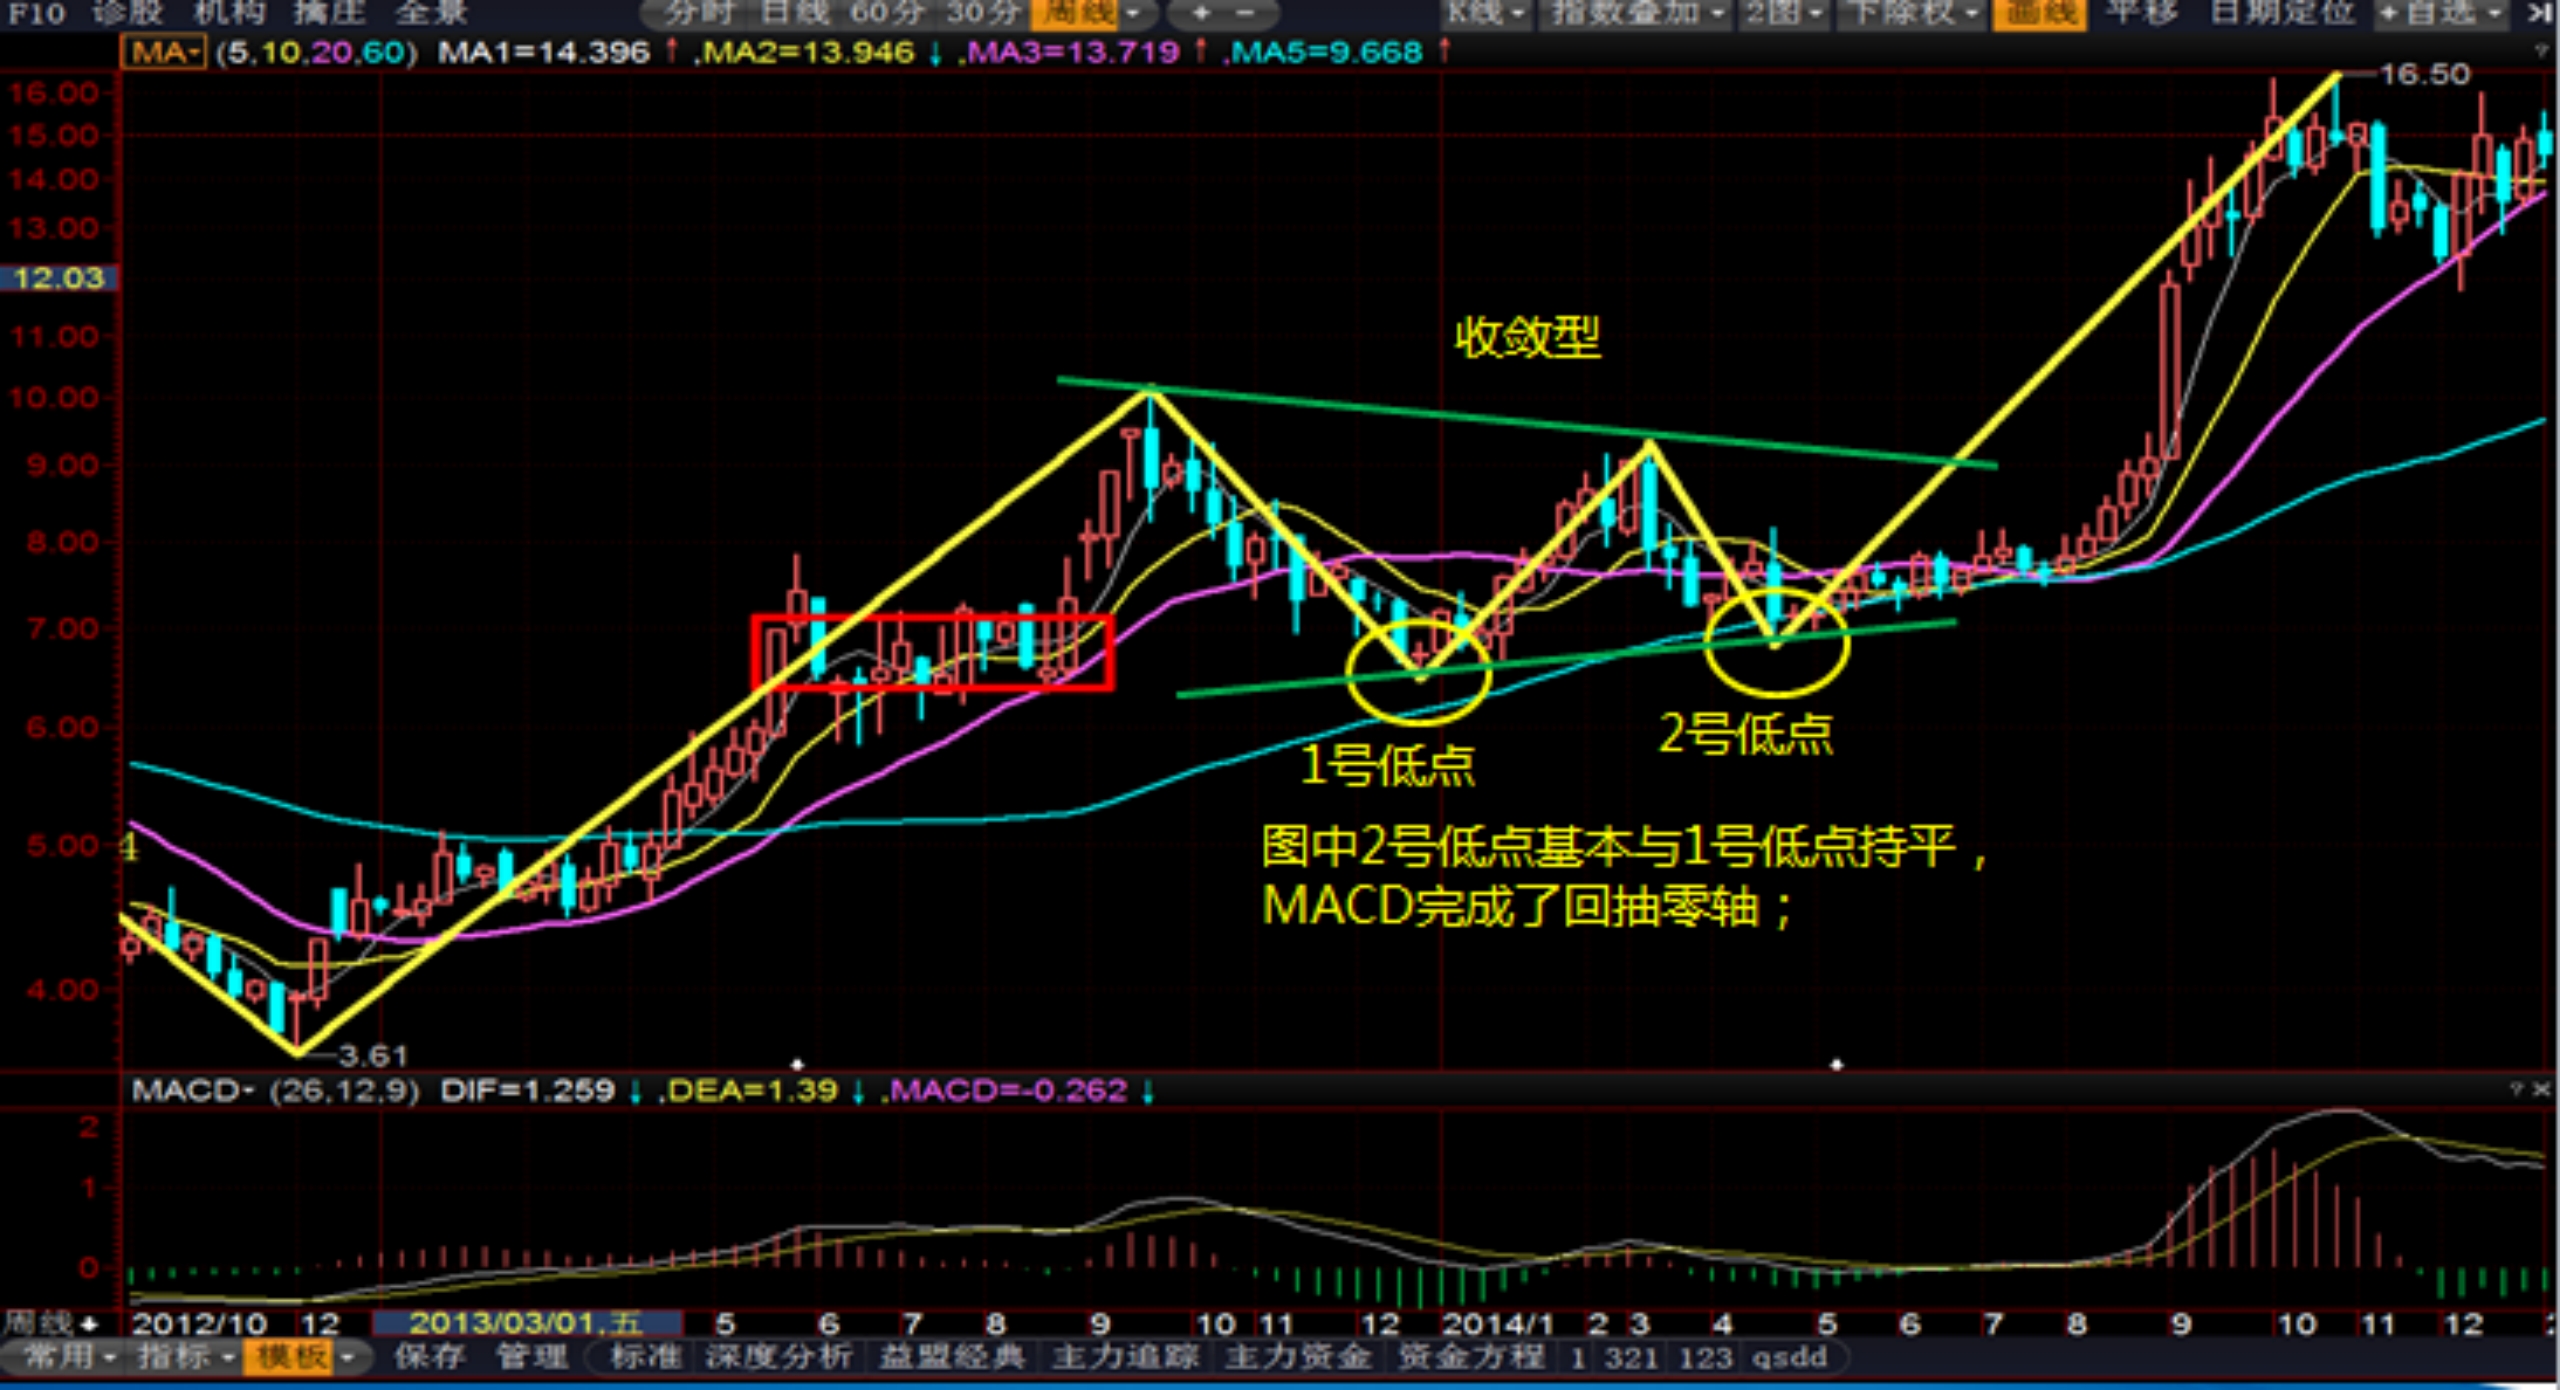 F10 诊股 机构 擒庄 全景 分时 日线 60分 30分 周线 + - K线 指数叠加 2图 下除权 画线 平移 日期定位 +自选
MA (5,10,20,60) MA1=14.396 ↑ ,MA2=13.946 ↓ ,MA3=13.719 ↑ ,MA5=9.668 ↑ ?
16.50
16.00
15.00
14.00
13.00
12.03
11.00
收敛型
10.00
9.00
8.00
7.00
6.00
2号低点
1号低点
5.00
4
图中2号低点基本与1号低点持平，
MACD完成了回抽零轴；
4.00
3.61
MACD (26,12,9) DIF=1.259 ↓ ,DEA=1.39 ↓ ,MACD=-0.262 ↓ ? ×
2
1
0
周线 2012/10 12 2013/03/01,五 5 6 7 8 9 10 11 12 2014/1 2 3 4 5 6 7 8 9 10 11 12
常用 指标 模板 保存 管理 标准 深度分析 益盟经典 主力追踪 主力资金 资金方程 1 321 123 qsdd